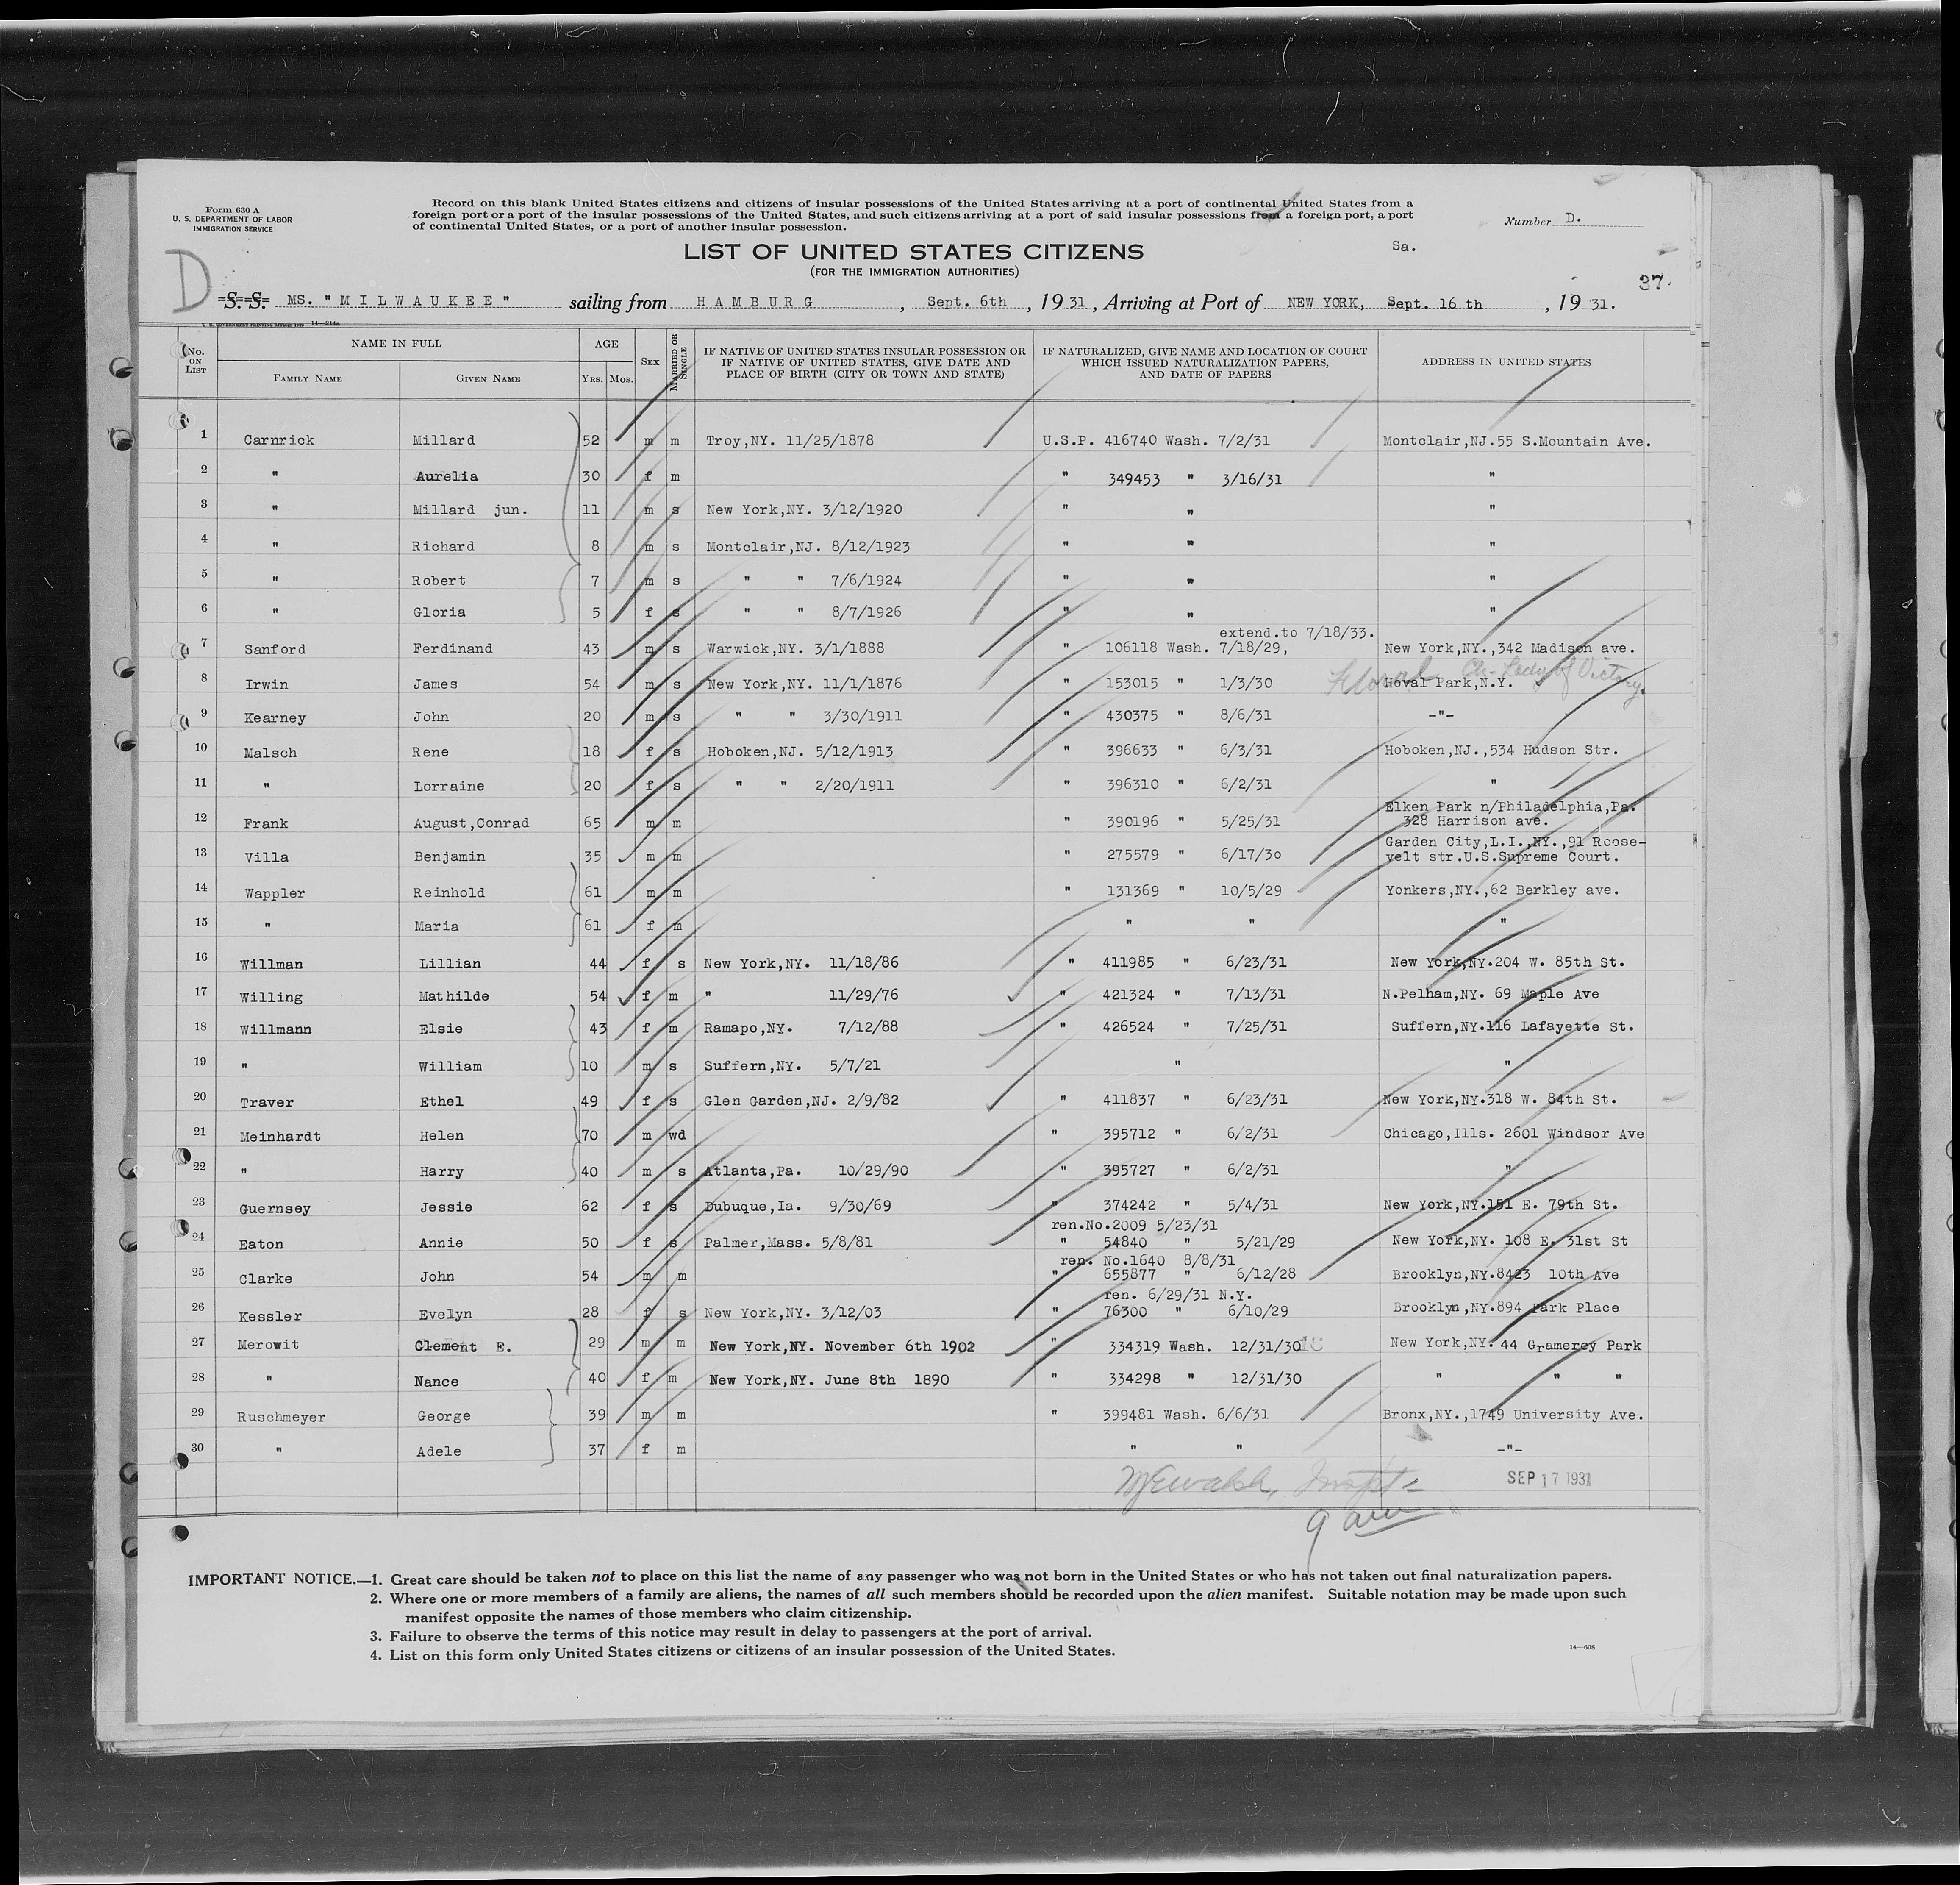 Form 630 A
U. S. DEPARTMENT OF LABOR
IMMIGRATION SERVICE
Record on this blank United States citizens and citizens of insular possessions of the United States arriving at a port of continental United States from a
foreign port or a port of the insular possessions of the United States, and such citizens arriving at a port of said insular possessions from a foreign port, a port
of continental United States, or a port of another insular possession.
Number D.
Sa.
LIST OF UNITED STATES CITIZENS
(FOR THE IMMIGRATION AUTHORITIES)
37.
D
S. S. MS. "MILWAUKEE" sailing from HAMBURG, Sept. 6th, 1931, Arriving at Port of NEW YORK, Sept. 16 th, 1931.
14—214a
No. ON LIST NAME IN FULL AGE SEX MARRIED OR SINGLE IF NATIVE OF UNITED STATES INSULAR POSSESSION OR IF NATIVE OF UNITED STATES, GIVE DATE AND PLACE OF BIRTH (CITY OR TOWN AND STATE) IF NATURALIZED, GIVE NAME AND LOCATION OF COURT WHICH ISSUED NATURALIZATION PAPERS, AND DATE OF PAPERS ADDRESS IN UNITED STATES
FAMILY NAME GIVEN NAME YRS. MOS.
1 Carnrick Millard 52 m m Troy,NY. 11/25/1878 U.S.P. 416740 Wash. 7/2/31 Montclair,NJ.55 S.Mountain Ave.
2 " Aurelia 30 f m " 349453 " 3/16/31 "
3 " Millard jun. 11 m s New York,NY. 3/12/1920 " " "
4 " Richard 8 m s Montclair,NJ. 8/12/1923 " " "
5 " Robert 7 m s " " 7/6/1924 " " "
6 " Gloria 5 f s " " 8/7/1926 " " "
extend.to 7/18/33.
7 Sanford Ferdinand 43 m s Warwick,NY. 3/1/1888 " 106118 Wash. 7/18/29, New York,NY.,342 Madison ave.
Floral Ch-Lady of Victory.
8 Irwin James 54 m s New York,NY. 11/1/1876 " 153015 " 1/3/30 Hoval Park,N.Y.
9 Kearney John 20 m s " " 3/30/1911 " 430375 " 8/6/31 -"-
10 Malsch Rene 18 f s Hoboken,NJ. 5/12/1913 " 396633 " 6/3/31 Hoboken,NJ.,534 Hudson Str.
11 " Lorraine 20 f s " " 2/20/1911 " 396310 " 6/2/31 "
Elken Park n/Philadelphia,Pa.
12 Frank August,Conrad 65 m m " 390196 " 5/25/31 328 Harrison ave.
Garden City,L.I.,NY.,91 Roose-
13 Villa Benjamin 35 m m " 275579 " 6/17/30 velt str.U.S.Supreme Court.
14 Wappler Reinhold 61 m m " 131369 " 10/5/29 Yonkers,NY.,62 Berkley ave.
15 " Maria 61 f m " " "
16 Willman Lillian 44 f s New York,NY. 11/18/86 " 411985 " 6/23/31 New York,NY.204 W. 85th St.
17 Willing Mathilde 54 f m " 11/29/76 " 421324 " 7/13/31 N.Pelham,NY. 69 Maple Ave
18 Willmann Elsie 43 f m Ramapo,NY. 7/12/88 " 426524 " 7/25/31 Suffern,NY.116 Lafayette St.
19 " William 10 m s Suffern,NY. 5/7/21 " "
20 Traver Ethel 49 f s Glen Garden,NJ. 2/9/82 " 411837 " 6/23/31 New York,NY.318 W. 84th St.
21 Meinhardt Helen 70 m wd " 395712 " 6/2/31 Chicago,Ills. 2601 Windsor Ave
22 " Harry 40 m s Atlanta,Pa. 10/29/90 " 395727 " 6/2/31 "
23 Guernsey Jessie 62 f s Dubuque,Ia. 9/30/69 " 374242 " 5/4/31 New York,NY.151 E. 79th St.
ren.No.2009 5/23/31
24 Eaton Annie 50 f s Palmer,Mass. 5/8/81 " 54840 " 5/21/29 New York,NY. 108 E. 31st St
ren. No.1640 8/8/31
25 Clarke John 54 m m " 655877 " 6/12/28 Brooklyn,NY.8423 10th Ave
ren. 6/29/31 N.Y.
26 Kessler Evelyn 28 f s New York,NY. 3/12/03 " 76300 " 6/10/29 Brooklyn,NY.894 Park Place
27 Merowit Clement E. 29 m m New York,NY. November 6th 1902 " 334319 Wash. 12/31/30 New York,NY. 44 Gramercy Park
28 " Nance 40 f m New York,NY. June 8th 1890 " 334298 " 12/31/30 " " "
29 Ruschmeyer George 39 m m " 399481 Wash. 6/6/31 Bronx,NY.,1749 University Ave.
30 " Adele 37 f m " " -"-
SEP 17 1931
IMPORTANT NOTICE.—1. Great care should be taken not to place on this list the name of any passenger who was not born in the United States or who has not taken out final naturalization papers.
2. Where one or more members of a family are aliens, the names of all such members should be recorded upon the alien manifest. Suitable notation may be made upon such
manifest opposite the names of those members who claim citizenship.
3. Failure to observe the terms of this notice may result in delay to passengers at the port of arrival.
4. List on this form only United States citizens or citizens of an insular possession of the United States.
14—608